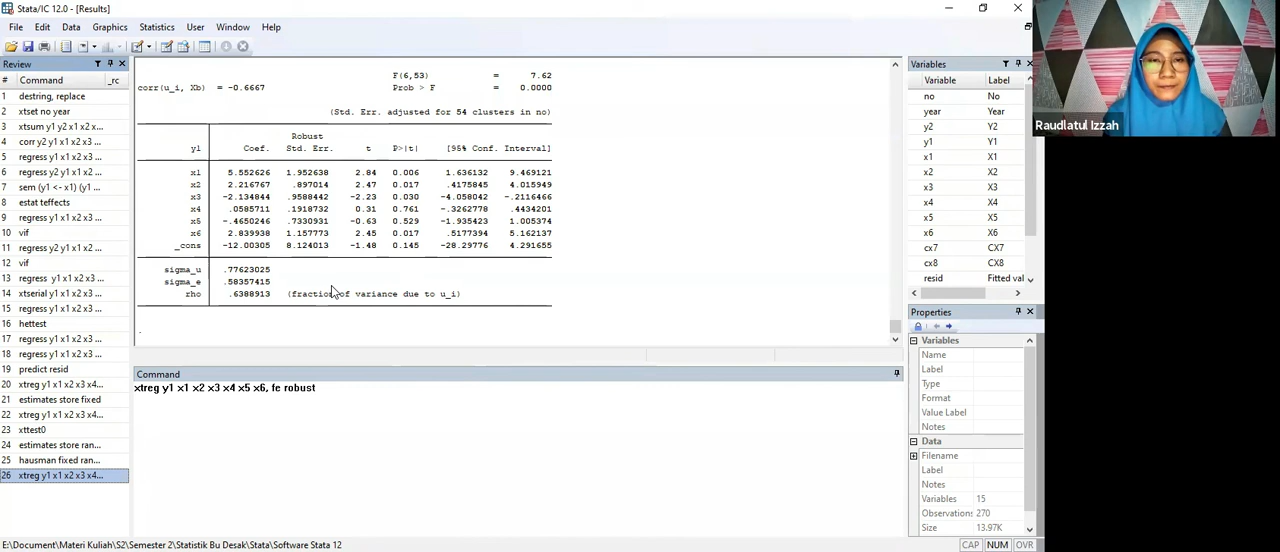 Stata/IC 12.0 - [Results]
File Edit Data Graphics Statistics User Window Help
Review
# Command _rc
1 destring, replace
2 xtset no year
3 xtsum y1 y2 x1 x2 x...
4 corr y2 y1 x1 x2 x3 ...
5 regress y1 x1 x2 x3 ...
6 regress y2 y1 x1 x2 ...
7 sem (y1 <- x1) (y1 ...
8 estat teffects
9 regress y1 x1 x2 x3 ...
10 vif
11 regress y2 y1 x1 x2 ...
12 vif
13 regress y1 x1 x2 x3 ...
14 xtserial y1 x1 x2 x3 ...
15 regress y1 x1 x2 x3 ...
16 hettest
17 regress y1 x1 x2 x3 ...
18 regress y1 x1 x2 x3 ...
19 predict resid
20 xtreg y1 x1 x2 x3 x4...
21 estimates store fixed
22 xtreg y1 x1 x2 x3 x4...
23 xttest0
24 estimates store ran...
25 hausman fixed ran...
26 xtreg y1 x1 x2 x3 x4...
F(6,53) = 7.62
corr(u_i, Xb) = -0.6667 Prob > F = 0.0000
(Std. Err. adjusted for 54 clusters in no)
Robust
y1 Coef. Std. Err. t P>|t| [95% Conf. Interval]
x1 5.552626 1.952638 2.84 0.006 1.636132 9.469121
x2 2.216767 .897014 2.47 0.017 .4175845 4.015949
x3 -2.134844 .9588442 -2.23 0.030 -4.058042 -.2116466
x4 .0585711 .1918732 0.31 0.761 -.3262778 .4434201
x5 -.4650246 .7330931 -0.63 0.529 -1.935423 1.005374
x6 2.839938 1.157773 2.45 0.017 .5177394 5.162137
_cons -12.00305 8.124013 -1.48 0.145 -28.29776 4.291655
sigma_u .77623025
sigma_e .58357415
rho .6388913 (fraction of variance due to u_i)
.
Command
xtreg y1 x1 x2 x3 x4 x5 x6, fe robust
Variables
Variable Label
no No
year Year
y2 Y2
y1 Y1
x1 X1
x2 X2
x3 X3
x4 X4
x5 X5
x6 X6
cx7 CX7
cx8 CX8
resid Fitted val
Properties
Variables
Name
Label
Type
Format
Value Label
Notes
Data
Filename
Label
Notes
Variables 15
Observations 270
Size 13.97K
Raudlatul Izzah
E:\Document\Materi Kuliah\S2\Semester 2\Statistik Bu Desak\Stata\Software Stata 12
CAP NUM OVR